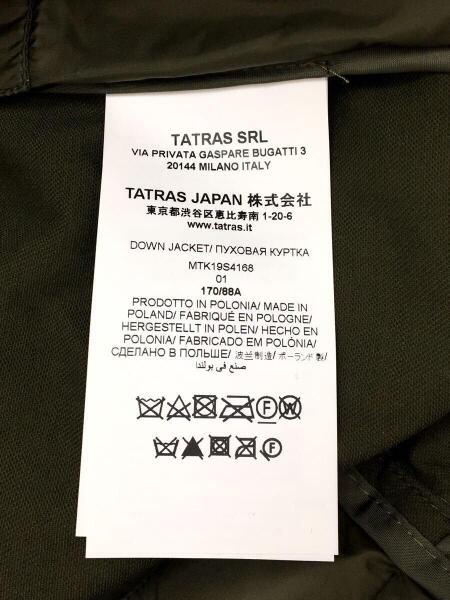 TATRAS SRL
VIA PRIVATA GASPARE BUGATTI 3
20144 MILANO ITALY
TATRAS JAPAN 株式会社
東京都渋谷区恵比寿南 1-20-6
www.tatras.it
DOWN JACKET/ ПУХОВАЯ КУРТКА
MTK19S4168
01
170/88A
PRODOTTO IN POLONIA/ MADE IN
POLAND/ FABRIQUÉ EN POLOGNE/
HERGESTELLT IN POLEN/ HECHO EN
POLONIA/ FABRICADO EM POLÓNIA/
СДЕЛАНО В ПОЛЬШЕ/ 波兰制造/ ポーランド製/
صنع في بولندا
F W
F